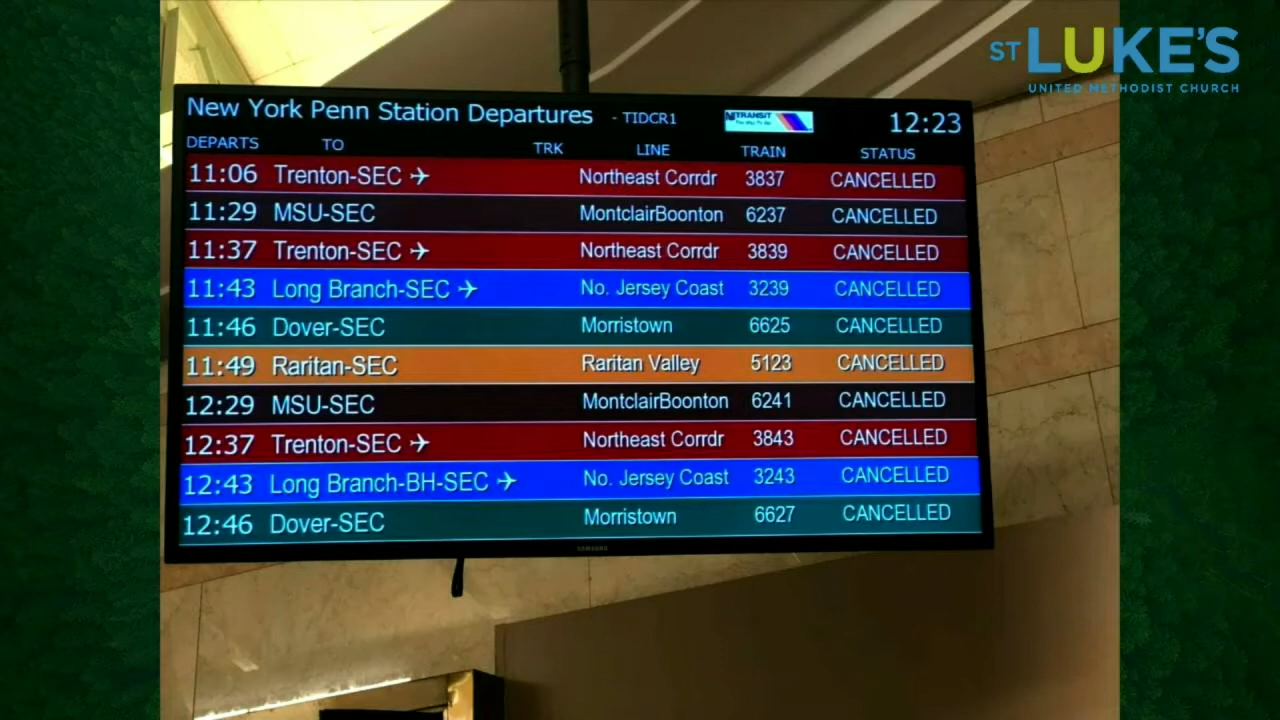 ST LUKE'S
UNITED METHODIST CHURCH
New York Penn Station Departures - TIDCR1 NJ TRANSIT 12:23
DEPARTS TO TRK LINE TRAIN STATUS
11:06 Trenton-SEC ✈ Northeast Corrdr 3837 CANCELLED
11:29 MSU-SEC MontclairBoonton 6237 CANCELLED
11:37 Trenton-SEC ✈ Northeast Corrdr 3839 CANCELLED
11:43 Long Branch-SEC ✈ No. Jersey Coast 3239 CANCELLED
11:46 Dover-SEC Morristown 6625 CANCELLED
11:49 Raritan-SEC Raritan Valley 5123 CANCELLED
12:29 MSU-SEC MontclairBoonton 6241 CANCELLED
12:37 Trenton-SEC ✈ Northeast Corrdr 3843 CANCELLED
12:43 Long Branch-BH-SEC ✈ No. Jersey Coast 3243 CANCELLED
12:46 Dover-SEC Morristown 6627 CANCELLED
SAMSUNG